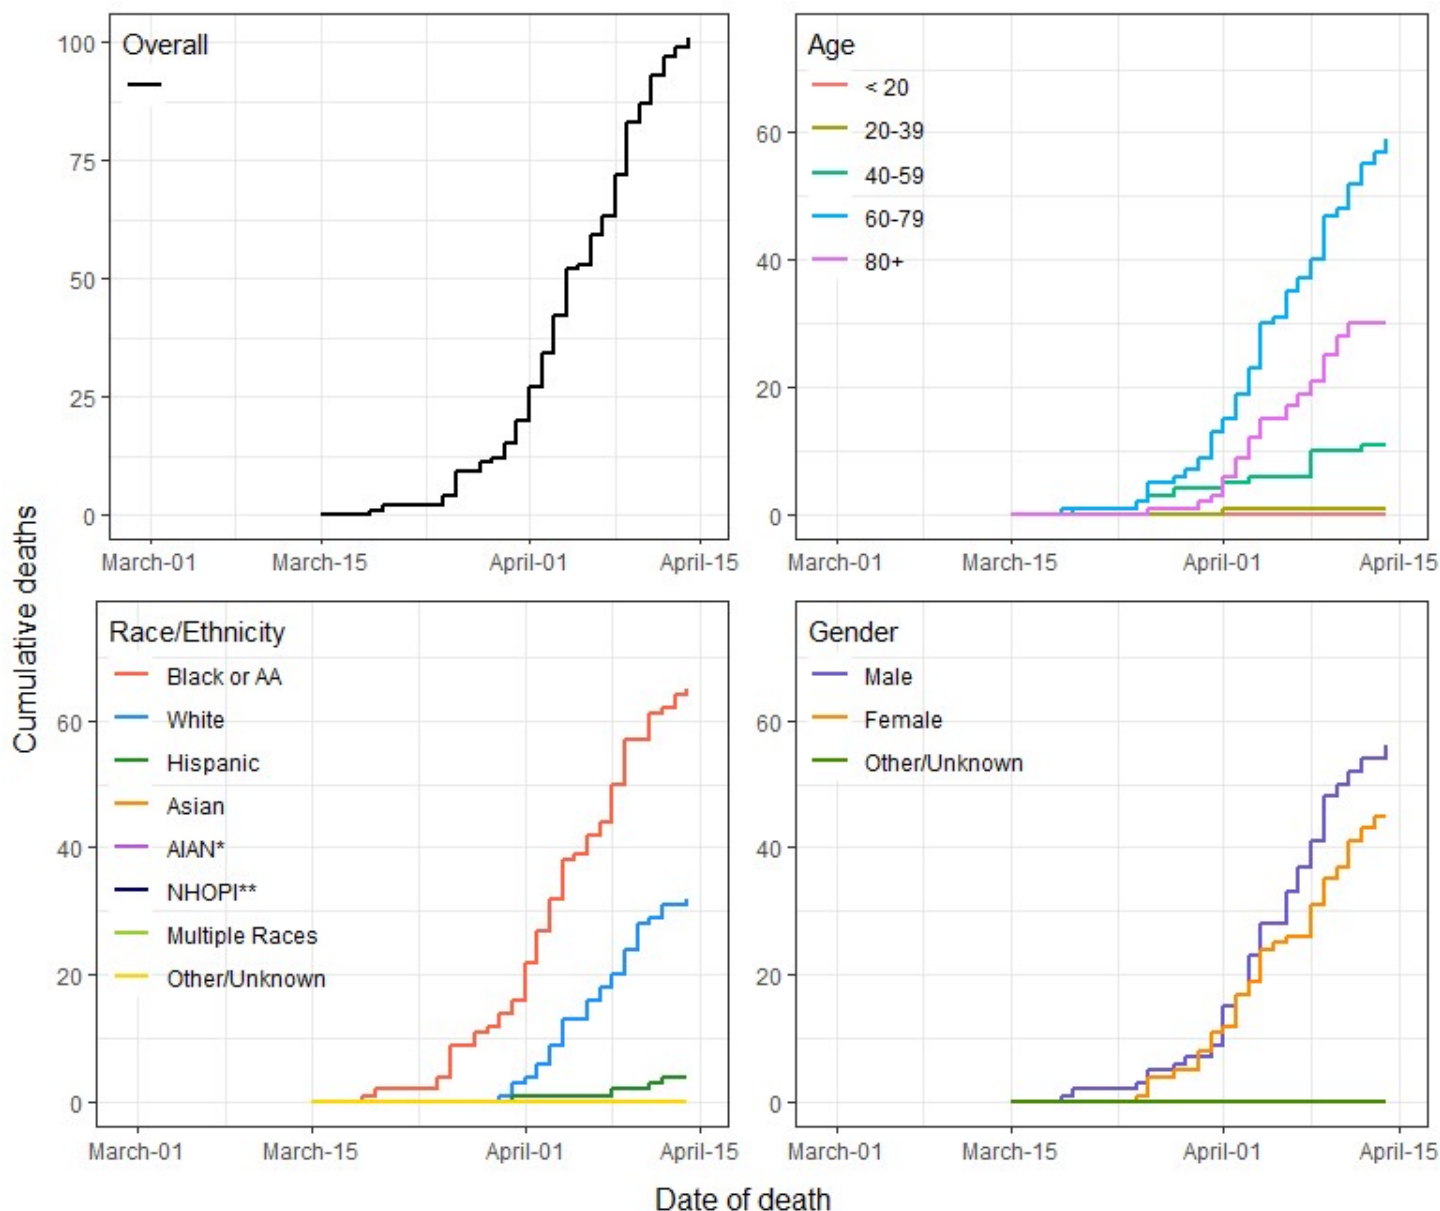 Cumulative deaths
Overall
100
75
50
25
0
March-01 March-15 April-01 April-15
Age
< 20
20-39
40-59
60-79
80+
60
40
20
0
March-01 March-15 April-01 April-15
Race/Ethnicity
Black or AA
White
Hispanic
Asian
AIAN*
NHOPI**
Multiple Races
Other/Unknown
60
40
20
0
March-01 March-15 April-01 April-15
Gender
Male
Female
Other/Unknown
60
40
20
0
March-01 March-15 April-01 April-15
Date of death